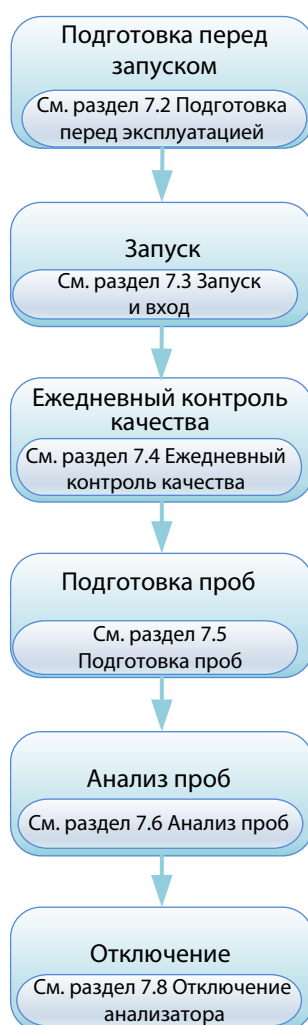 Подготовка перед
запуском
См. раздел 7.2 Подготовка
перед эксплуатацией
Запуск
См. раздел 7.3 Запуск
и вход
Ежедневный контроль
качества
См. раздел 7.4 Ежедневный
контроль качества
Подготовка проб
См. раздел 7.5
Подготовка проб
Анализ проб
См. раздел 7.6 Анализ проб
Отключение
См. раздел 7.8 Отключение
анализатора